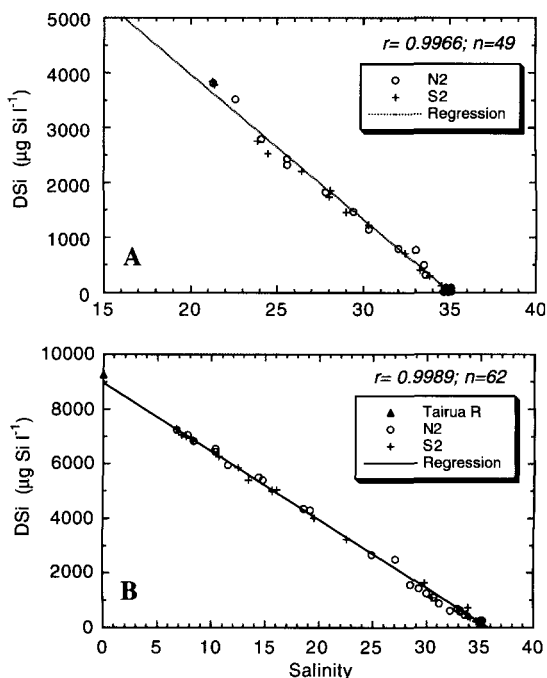 r= 0.9966; n=49
N2
S2
Regression
DSi (µg Si l⁻¹)
5000
4000
3000
2000
1000
0
A
15 20 25 30 35 40
r= 0.9989; n=62
Tairua R
N2
S2
Regression
DSi (µg Si l⁻¹)
10000
8000
6000
4000
2000
0
B
0 5 10 15 20 25 30 35 40
Salinity